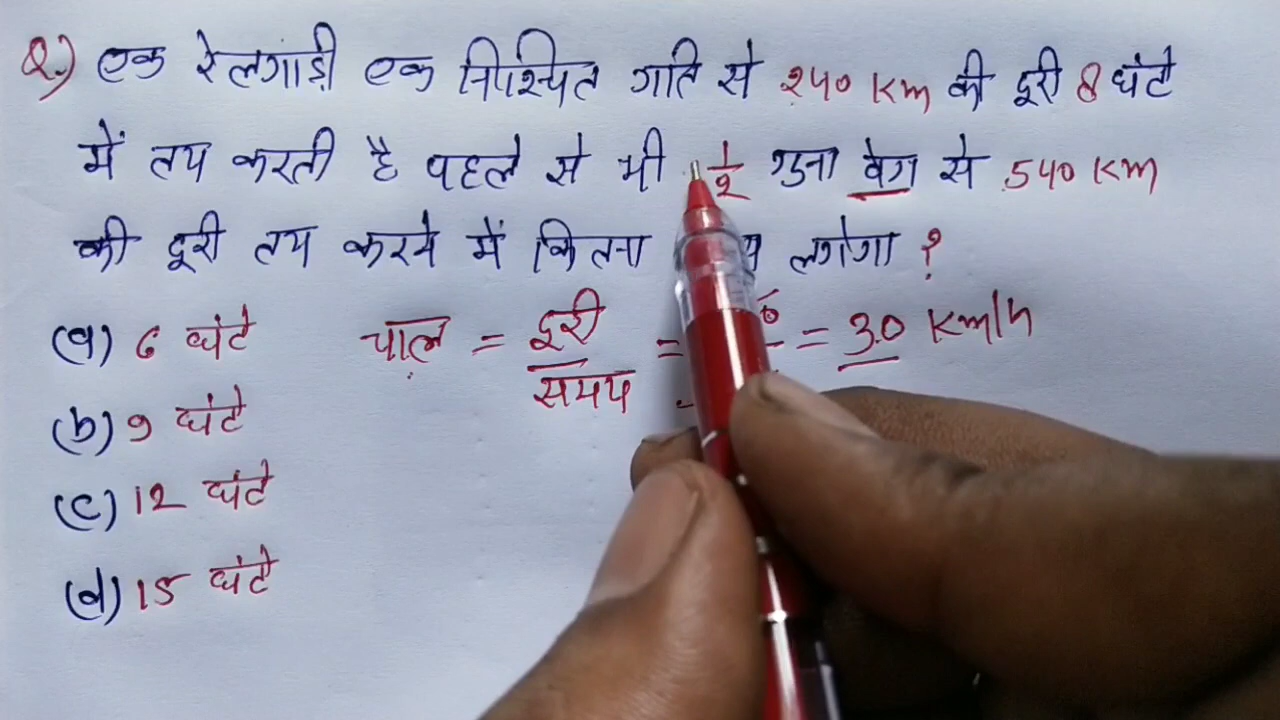 Q.) एक रेलगाड़ी एक निश्चित गति से 240 Km की दूरी 8 घंटे
में तय करती है पहले से भी 1/2 गुना वेग से 540 Km
की दूरी तय करने में कितना लगेगा ?
(a) 6 घंटे
चाल = दूरी/समय = = 30 Km/h
(b) 9 घंटे
(c) 12 घंटे
(d) 15 घंटे